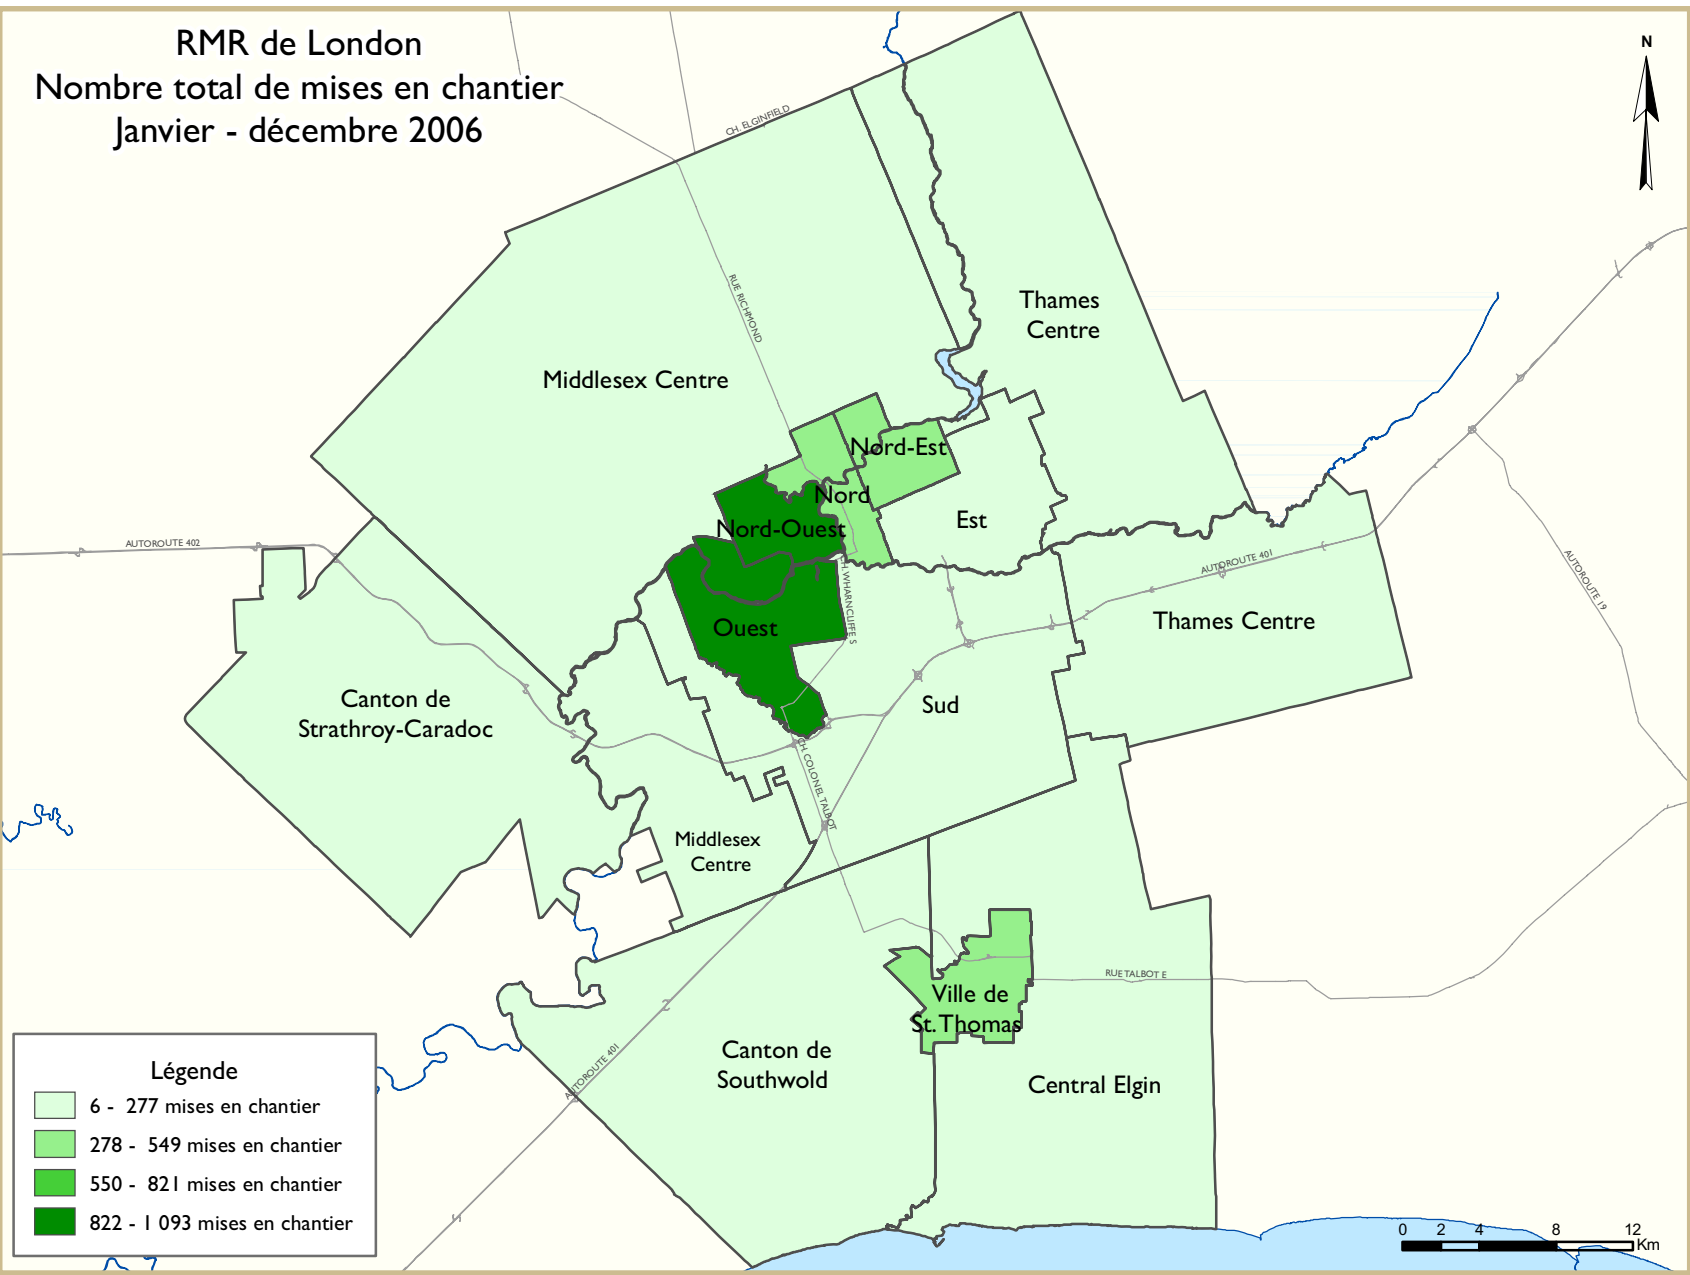 RMR de London
Nombre total de mises en chantier
Janvier - décembre 2006
N
CH. ELGINFIELD
RUE RICHMOND
Thames
Centre
Middlesex Centre
Nord-Est
Nord
Nord-Ouest
Est
AUTOROUTE 402
AUTOROUTE 401
AUTOROUTE 19
CH. WHARNCLIFFE S
Ouest
Thames Centre
Canton de
Strathroy-Caradoc
Sud
CH. COLONEL TALBOT
Middlesex
Centre
RUE TALBOT E
Ville de
St. Thomas
Canton de
Southwold
Central Elgin
AUTOROUTE 401
Légende
6 - 277 mises en chantier
278 - 549 mises en chantier
550 - 821 mises en chantier
822 - 1 093 mises en chantier
0 2 4 8 12
Km